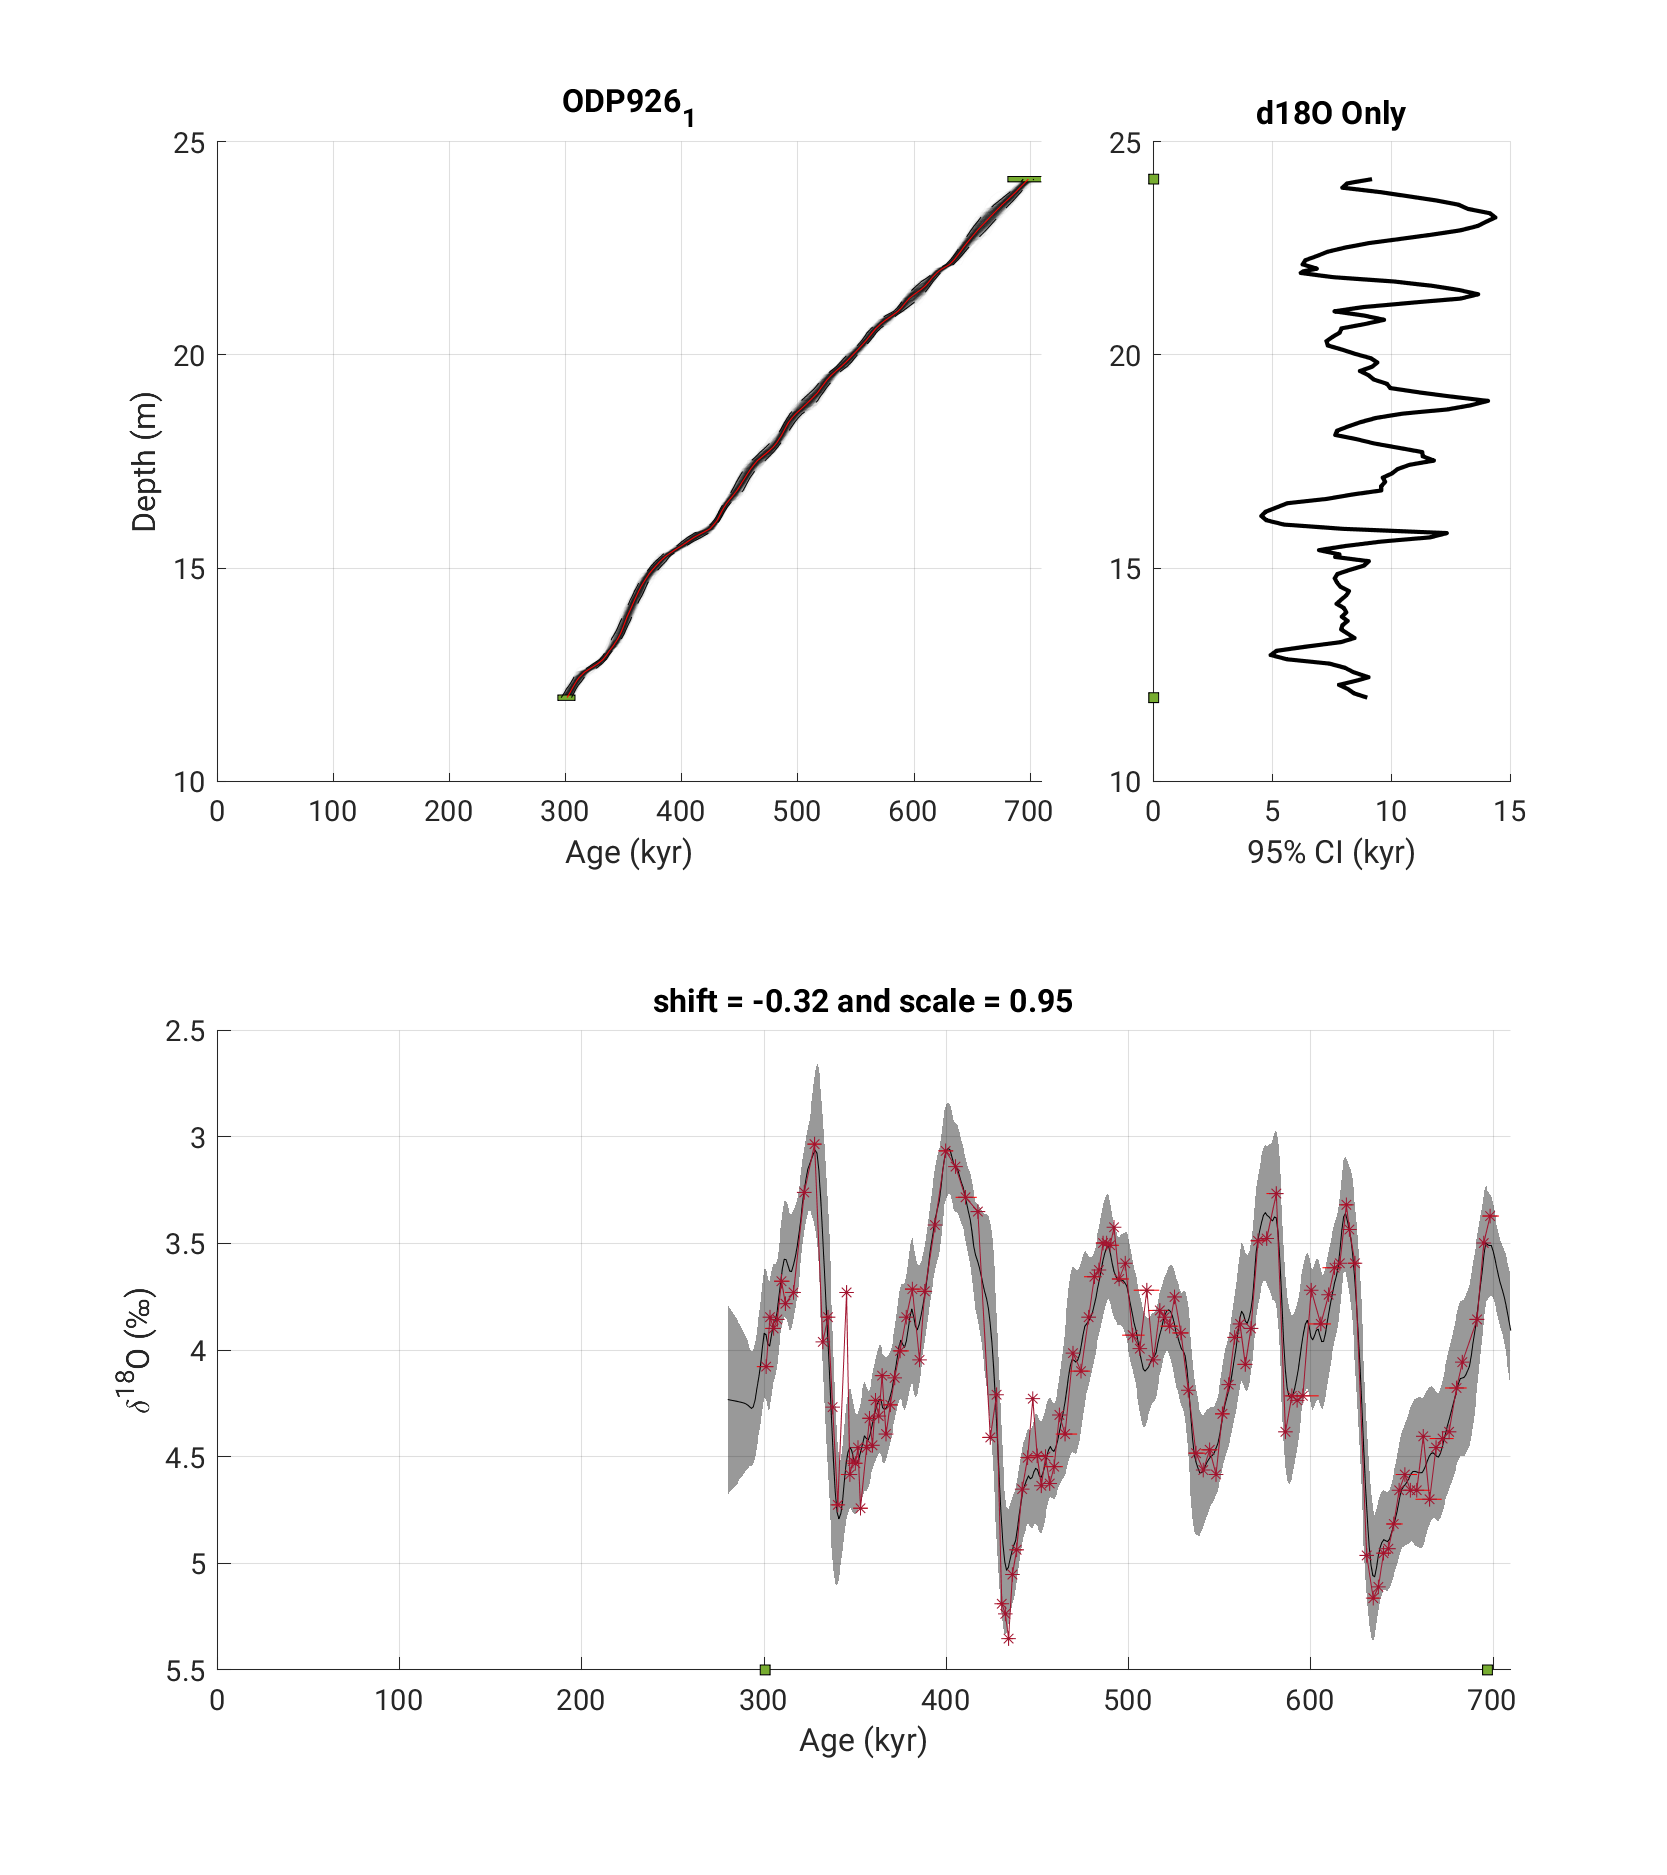 ODP926₁
25
20
15
10
Depth (m)
0 100 200 300 400 500 600 700
Age (kyr)
d18O Only
25
20
15
10
0 5 10 15
95% CI (kyr)
shift = -0.32 and scale = 0.95
2.5
3
3.5
4
4.5
5
5.5
δ¹⁸O (‰)
0 100 200 300 400 500 600 700
Age (kyr)